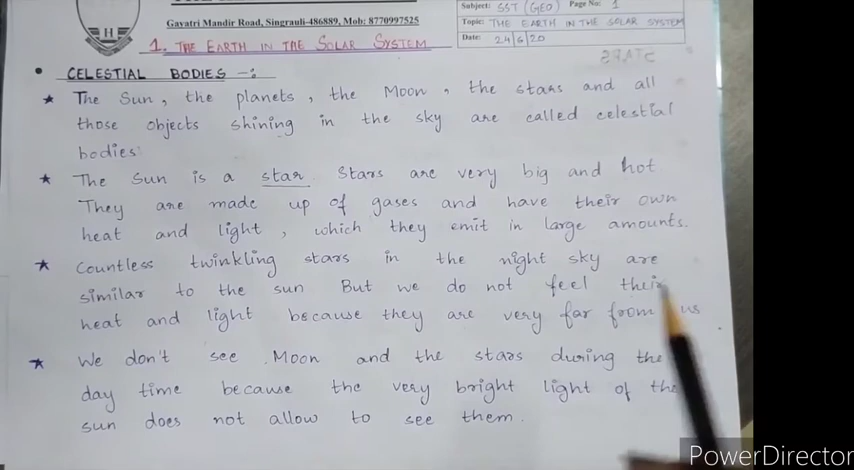 Gayatri Mandir Road, Singrauli-486889, Mob: 8770997525
Subject: SST (GEO) Page No: 1
Topic: THE EARTH IN THE SOLAR SYSTEM
Date: 24/6/20
1. THE EARTH IN THE SOLAR SYSTEM
• CELESTIAL BODIES -:
★ The Sun, the planets, the Moon, the stars and all
those objects shining in the sky are called celestial
bodies
★ The Sun is a star. Stars are very big and hot
They are made up of gases and have their own
heat and light, which they emit in large amounts.
★ Countless twinkling stars in the night sky are
similar to the sun But we do not feel their
heat and light because they are very far from us
★ We don't see Moon and the stars during the
day time because the very bright light of the
sun does not allow to see them.
H
PowerDirector